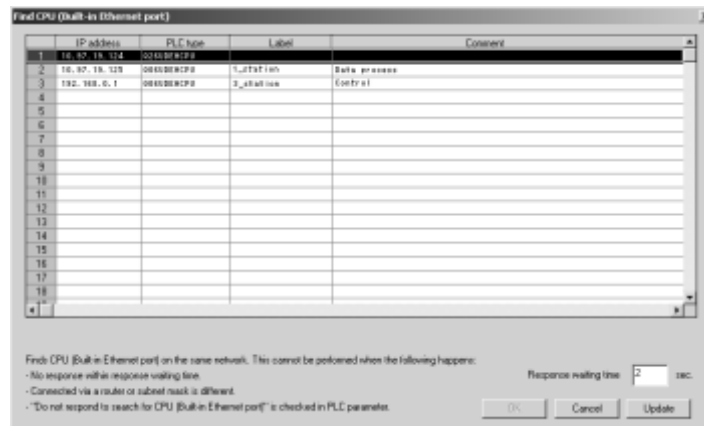 Find CPU (Built-in Ethernet port)
IP address PLC type Label Comment
1 10.97.19.124 Q26UDEHCPU
2 10.97.19.125 Q06UDEHCPU 1_station Data process
3 192.168.0.1 Q06UDEHCPU 3_station Control
4
5
6
7
8
9
10
11
12
13
14
15
16
17
18
Finds CPU (Built-in Ethernet port) on the same network. This cannot be performed when the following happens:
- No response within response waiting time.
Response waiting time 2 sec.
- Connected via a router or subnet mask is different.
- "Do not respond to search for CPU (Built-in Ethernet port)" is checked in PLC parameter.
OK Cancel Update